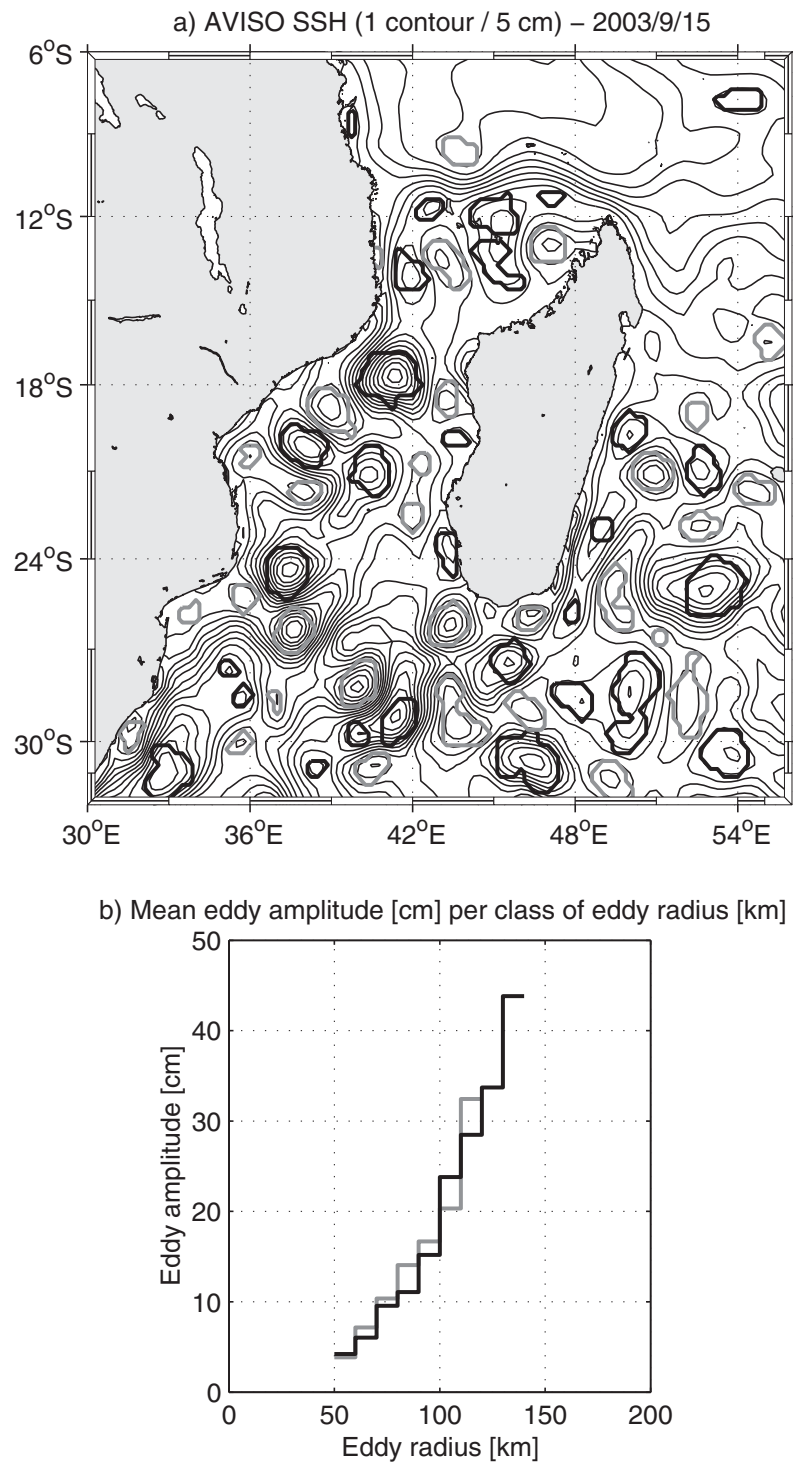 a) AVISO SSH (1 contour / 5 cm) – 2003/9/15
6°S
12°S
18°S
24°S
30°S
30°E 36°E 42°E 48°E 54°E
b) Mean eddy amplitude [cm] per class of eddy radius [km]
50
40
30
20
10
0
Eddy amplitude [cm]
0 50 100 150 200
Eddy radius [km]